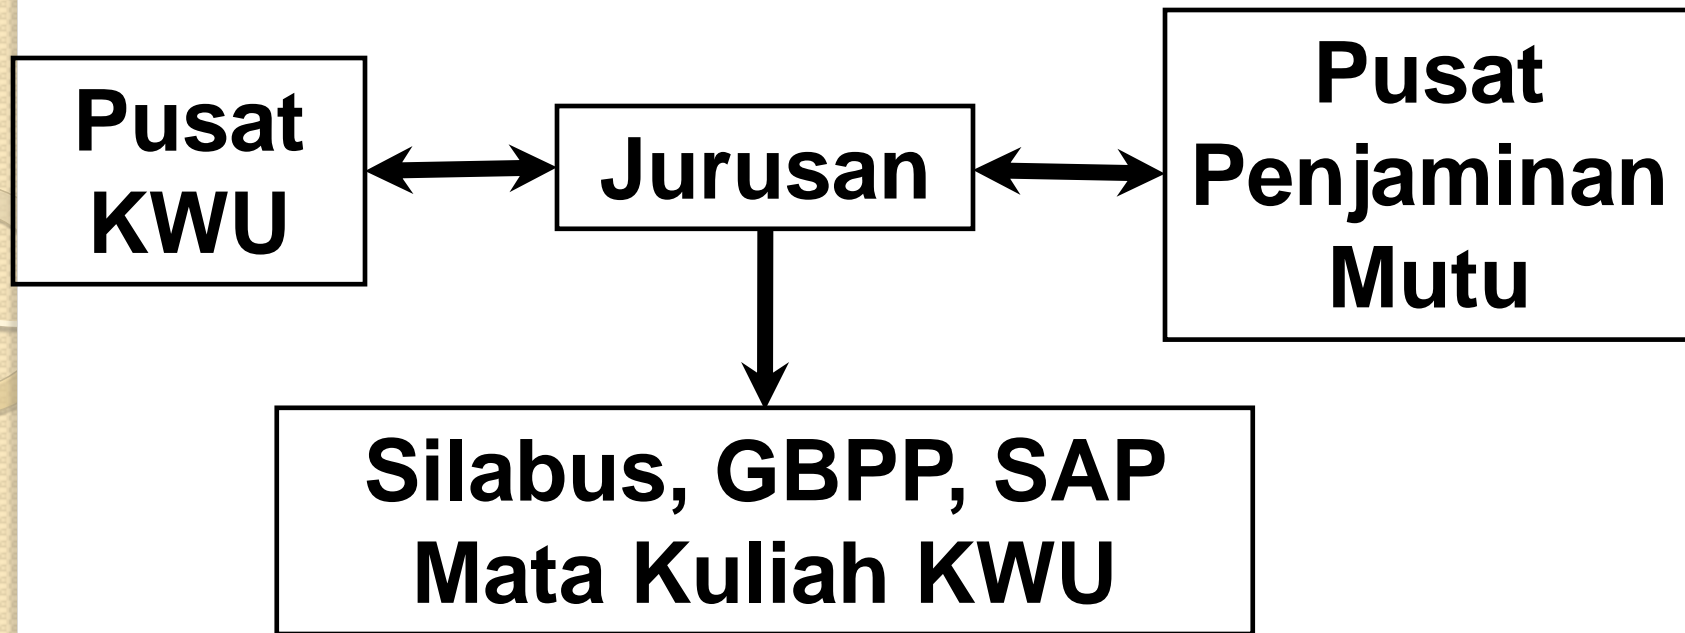 Pusat
KWU
Jurusan
Pusat
Penjaminan
Mutu
Silabus, GBPP, SAP
Mata Kuliah KWU